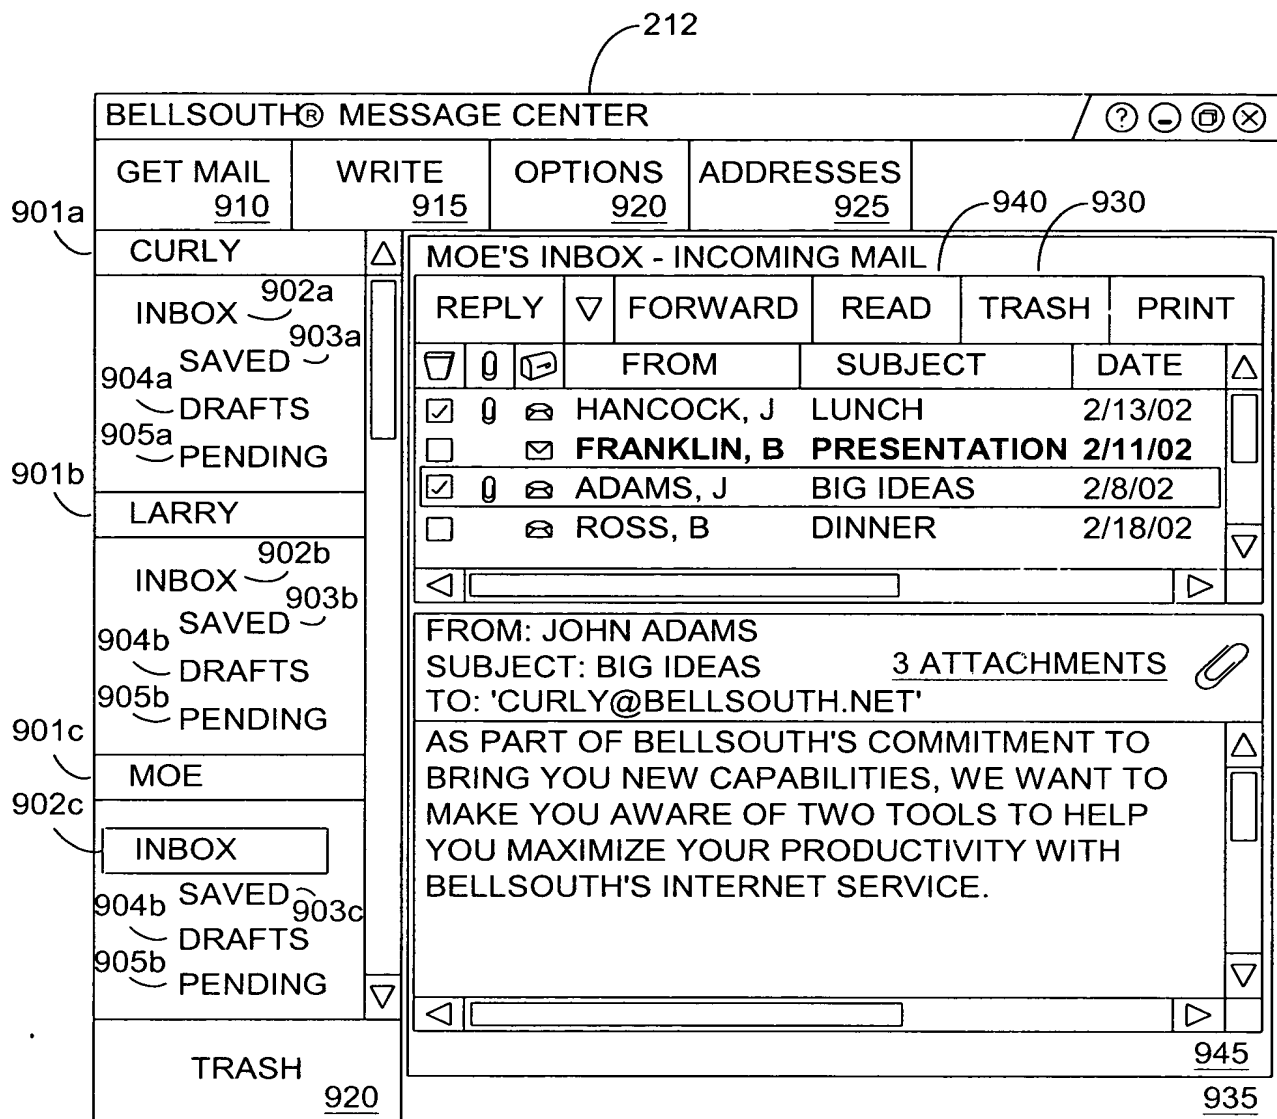 212
BELLSOUTH® MESSAGE CENTER
GET MAIL WRITE OPTIONS ADDRESSES
910 915 920 925
940 930
901a
CURLY
INBOX 902a
SAVED 903a
904a
DRAFTS
905a
PENDING
901b
LARRY
INBOX 902b
SAVED 903b
904b
DRAFTS
905b
PENDING
901c
MOE
902c
INBOX
SAVED 903c
904b
DRAFTS
905b
PENDING
TRASH
920
MOE'S INBOX - INCOMING MAIL
REPLY FORWARD READ TRASH PRINT
FROM SUBJECT DATE
HANCOCK, J LUNCH 2/13/02
FRANKLIN, B PRESENTATION 2/11/02
ADAMS, J BIG IDEAS 2/8/02
ROSS, B DINNER 2/18/02
FROM: JOHN ADAMS
SUBJECT: BIG IDEAS 3 ATTACHMENTS
TO: 'CURLY@BELLSOUTH.NET'
AS PART OF BELLSOUTH'S COMMITMENT TO
BRING YOU NEW CAPABILITIES, WE WANT TO
MAKE YOU AWARE OF TWO TOOLS TO HELP
YOU MAXIMIZE YOUR PRODUCTIVITY WITH
BELLSOUTH'S INTERNET SERVICE.
945
935